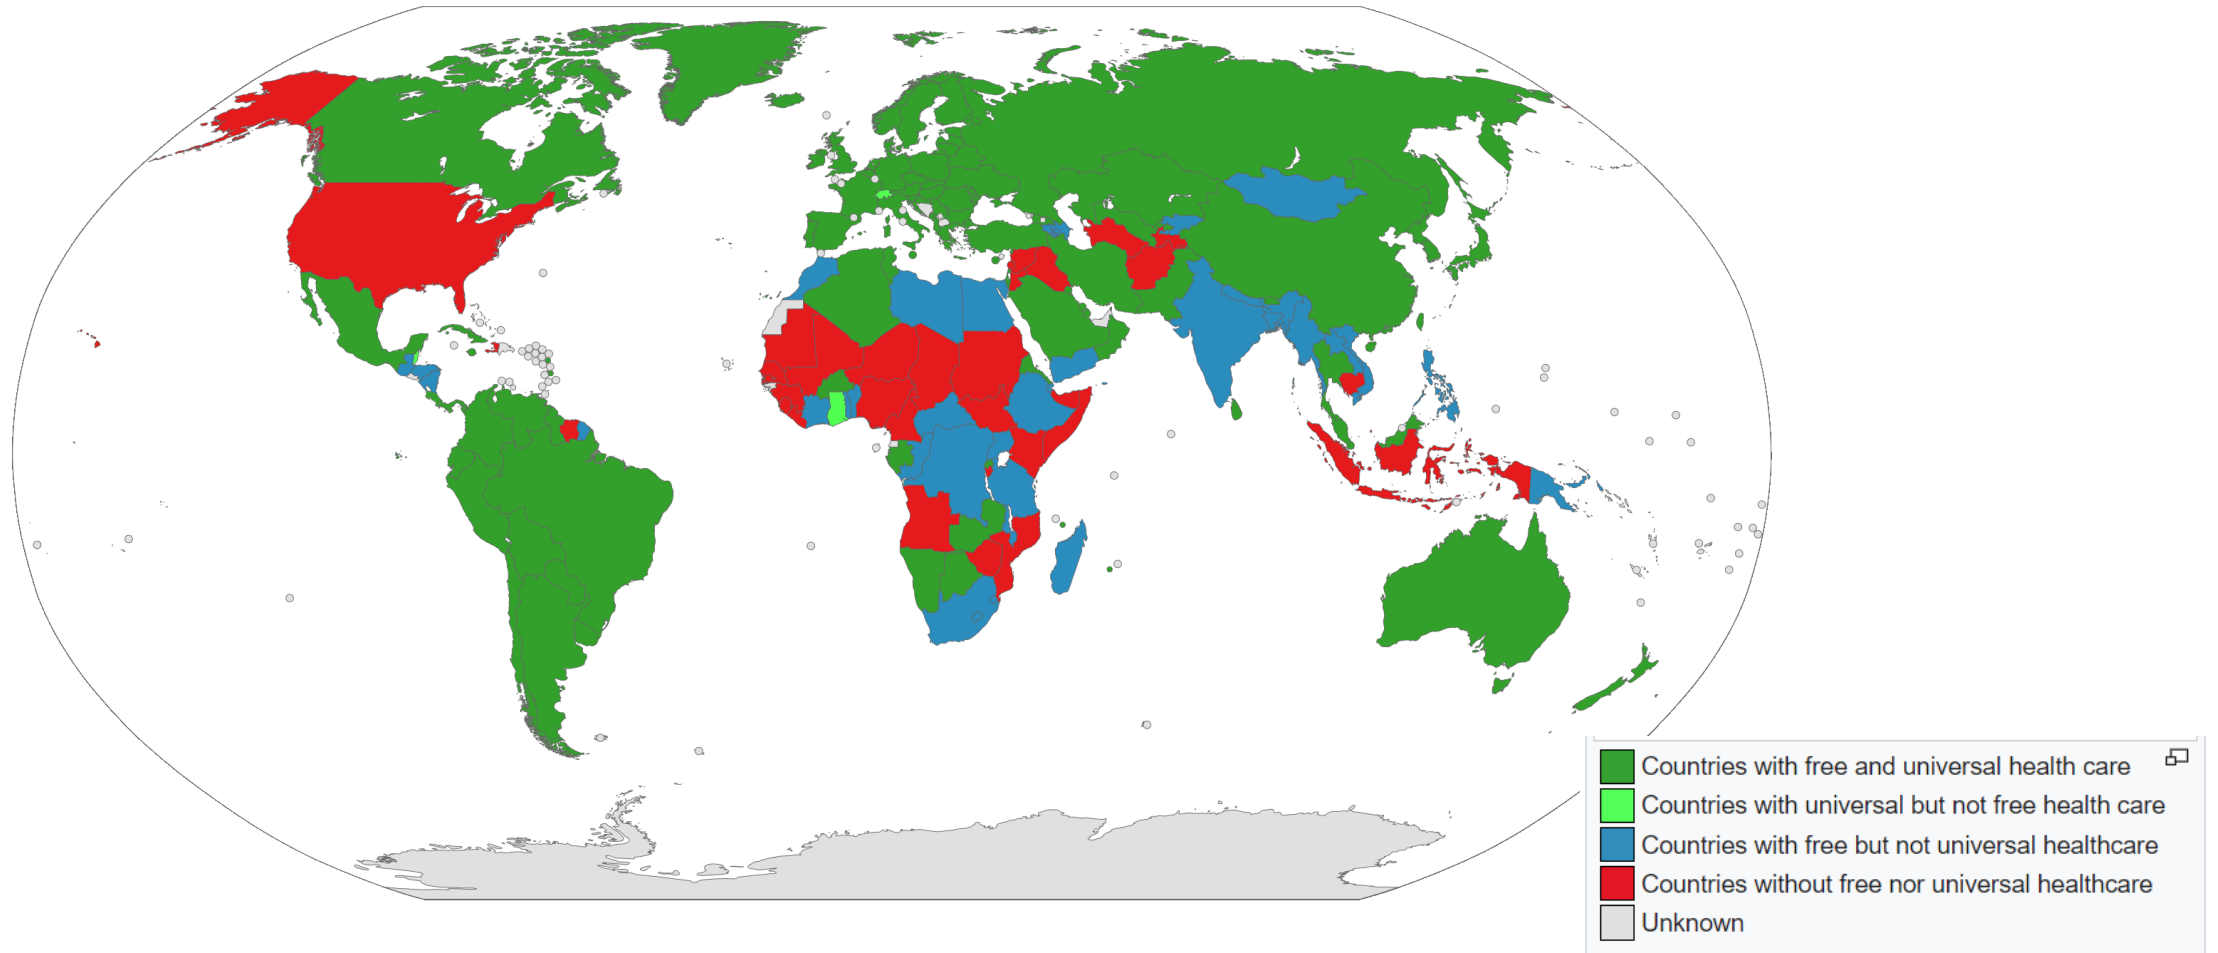 Countries with free and universal health care
Countries with universal but not free health care
Countries with free but not universal healthcare
Countries without free nor universal healthcare
Unknown